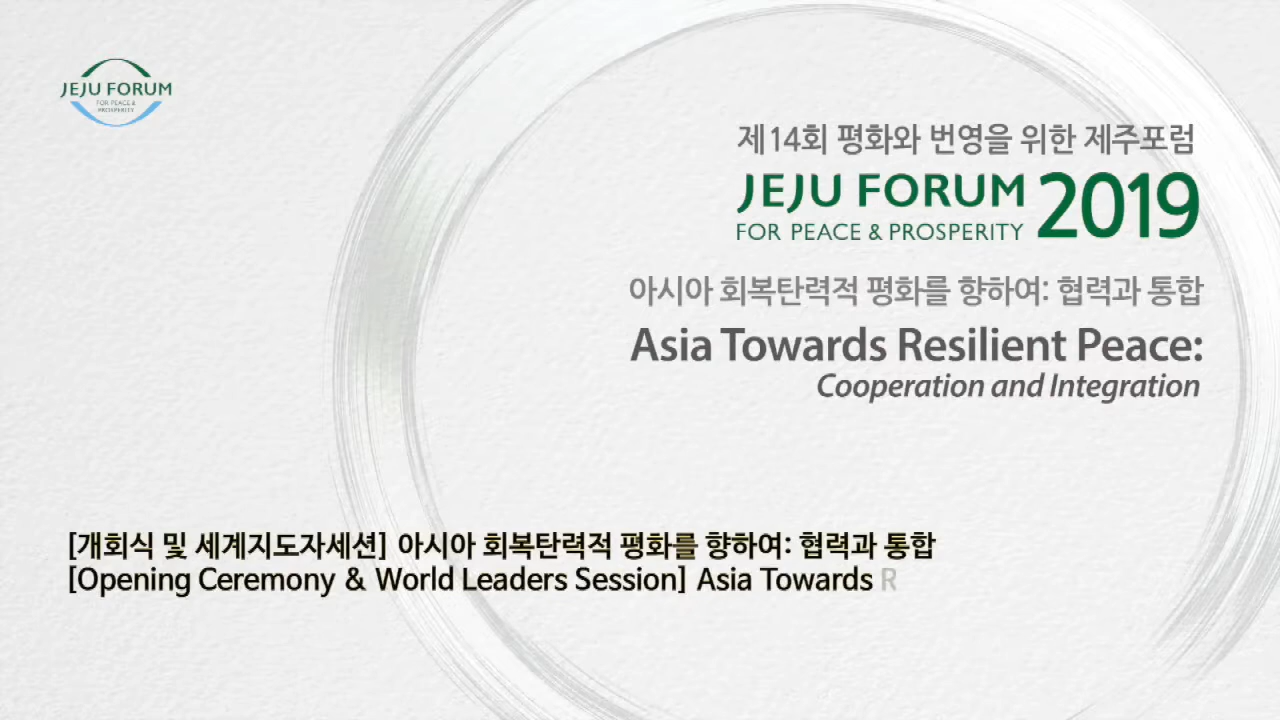 JEJU FORUM
FOR PEACE &
PROSPERITY
제14회 평화와 번영을 위한 제주포럼
JEJU FORUM 2019
FOR PEACE & PROSPERITY
아시아 회복탄력적 평화를 향하여: 협력과 통합
Asia Towards Resilient Peace:
Cooperation and Integration
[개회식 및 세계지도자세션] 아시아 회복탄력적 평화를 향하여: 협력과 통합
[Opening Ceremony & World Leaders Session] Asia Towards R